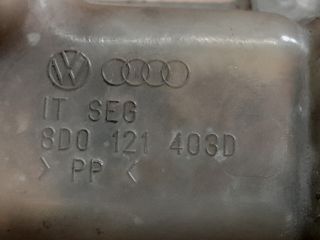 IT SEG
8D0 121 403D
> PP <